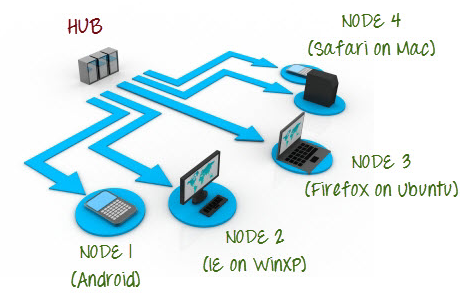 HUB
NODE 4
(Safari on Mac)
NODE 3
(Firefox on Ubuntu)
NODE 2
(IE on WinXP)
NODE 1
(Android)